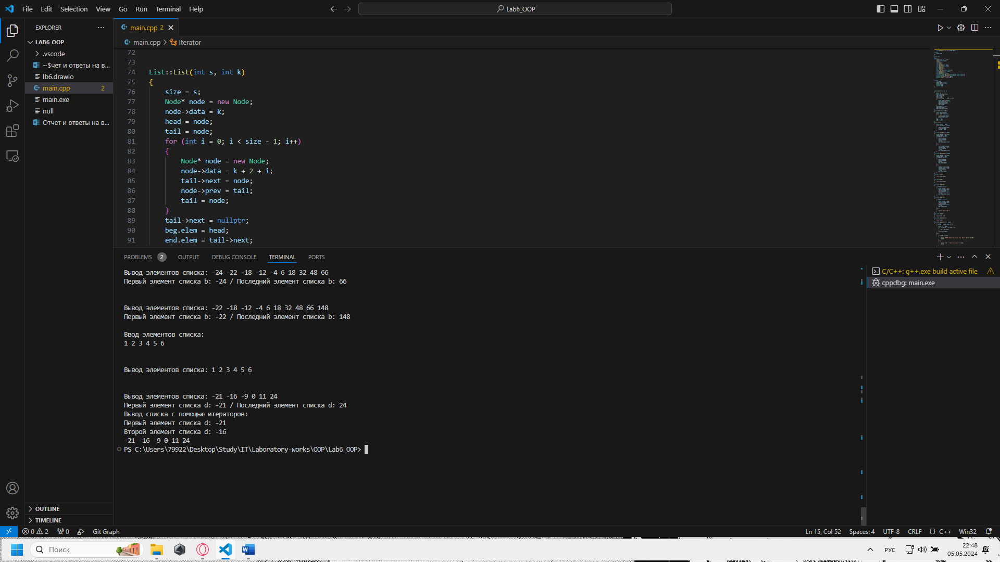 File Edit Selection View Go Run Terminal Help
Lab6_OOP
EXPLORER
LAB6_OOP
.vscode
~$чет и ответы на в...
lb6.drawio
main.cpp 2
main.exe
null
Отчет и ответы на в...
OUTLINE
TIMELINE
main.cpp 2
main.cpp > Iterator
72
73
74 List::List(int s, int k)
75 {
76 size = s;
77 Node* node = new Node;
78 node->data = k;
79 head = node;
80 tail = node;
81 for (int i = 0; i < size - 1; i++)
82 {
83 Node* node = new Node;
84 node->data = k + 2 + i;
85 tail->next = node;
86 node->prev = tail;
87 tail = node;
88 }
89 tail->next = nullptr;
90 beg.elem = head;
91 end.elem = tail->next;
PROBLEMS 2 OUTPUT DEBUG CONSOLE TERMINAL PORTS
Вывод элементов списка: -24 -22 -18 -12 -4 6 18 32 48 66
Первый элемент списка b: -24 / Последний элемент списка b: 66
Вывод элементов списка: -22 -18 -12 -4 6 18 32 48 66 148
Первый элемент списка b: -22 / Последний элемент списка b: 148
Ввод элементов списка:
1 2 3 4 5 6
Вывод элементов списка: 1 2 3 4 5 6
Вывод элементов списка: -21 -16 -9 0 11 24
Первый элемент списка d: -21 / Последний элемент списка d: 24
Вывод списка с помощью итераторов:
Первый элемент списка d: -21
Второй элемент списка d: -16
-21 -16 -9 0 11 24
PS C:\Users\79922\Desktop\Study\IT\Laboratory-works\OOP\Lab6_OOP>
C/C++: g++.exe build active file
cppdbg: main.exe
0 2 0 Git Graph
Ln 15, Col 52 Spaces: 4 UTF-8 CRLF {} C++ Win32
Поиск
РУС
22:48
05.05.2024